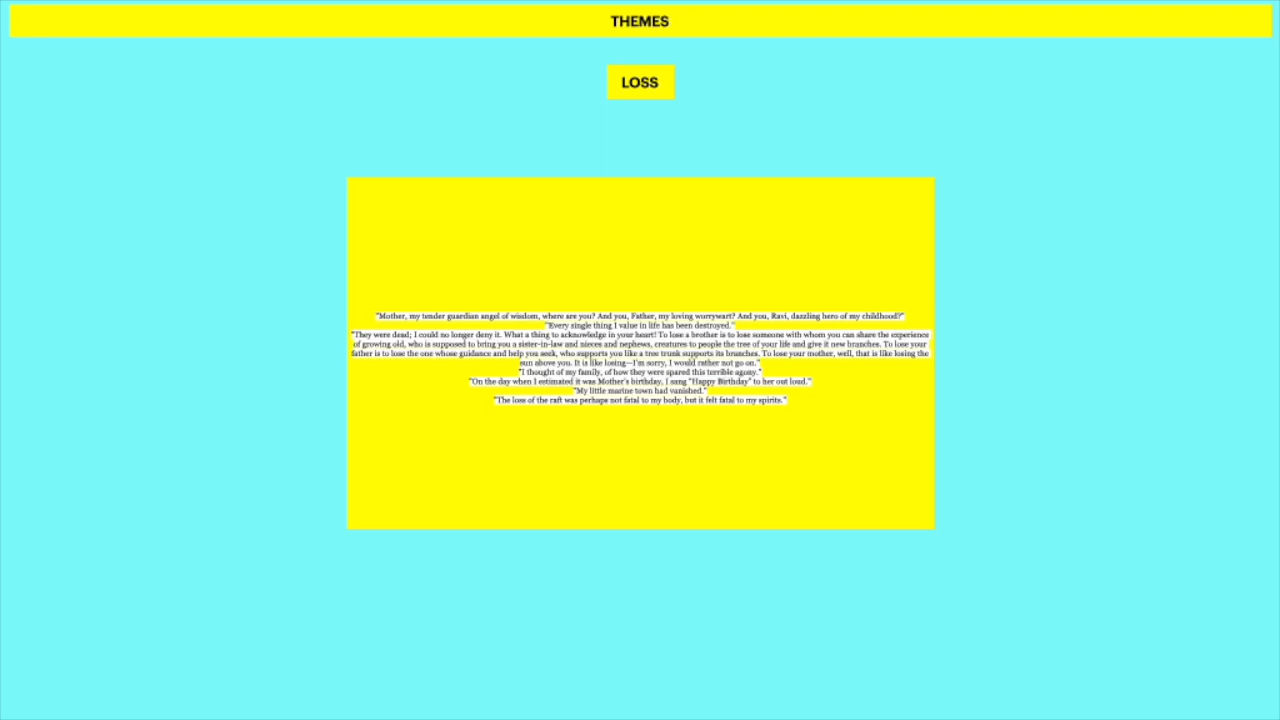 THEMES
LOSS
"Mother, my tender guardian angel of wisdom, where are you? And you, Father, my loving worrywart? And you, Ravi, dazzling hero of my childhood?"
"Every single thing I value in life has been destroyed."
"They were dead; I could no longer deny it. What a thing to acknowledge in your heart! To lose a brother is to lose someone with whom you can share the experience
of growing old, who is supposed to bring you a sister-in-law and nieces and nephews, creatures to people the tree of your life and give it new branches. To lose your
father is to lose the one whose guidance and help you seek, who supports you like a tree trunk supports its branches. To lose your mother, well, that is like losing the
sun above you. It is like losing—I'm sorry, I would rather not go on."
"I thought of my family, of how they were spared this terrible agony."
"On the day when I estimated it was Mother's birthday, I sang "Happy Birthday" to her out loud."
"My little marine town had vanished."
"The loss of the raft was perhaps not fatal to my body, but it felt fatal to my spirits."